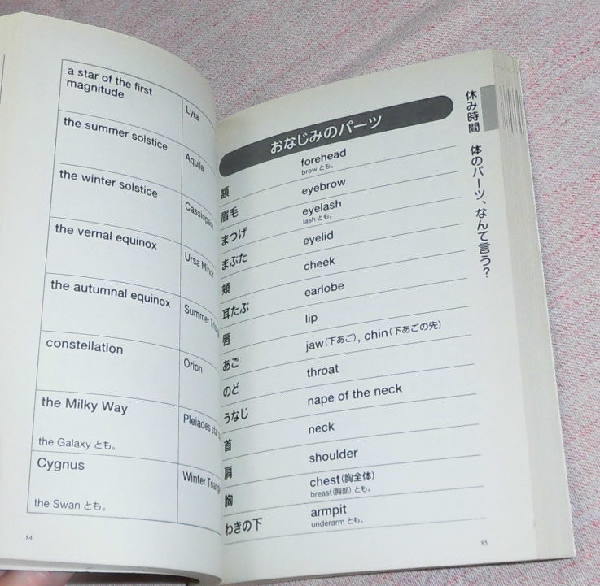 a star of the first
magnitude
the summer solstice
Aquila
the winter solstice
the vernal equinox
the autumnal equinox
Summer
constellation
Orion
the Milky Way
the Galaxy とも。
Cygnus
Winter
the Swan とも。
おなじみのパーツ
額 forehead
brow とも。
眉毛 eyebrow
まつげ eyelash
lash とも。
まぶた eyelid
頬 cheek
耳たぶ earlobe
唇 lip
あご jaw(下あご), chin(下あごの先)
のど throat
うなじ nape of the neck
首 neck
肩 shoulder
胸 chest(胸全体)
breast(胸部)とも。
わきの下 armpit
underarm とも。
休み時間 体のパーツ、なんて言う?